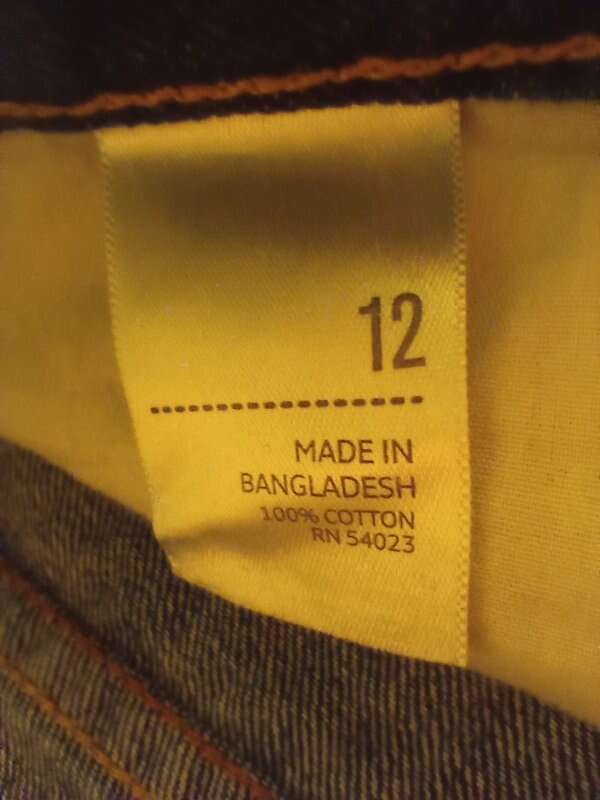 12
MADE IN
BANGLADESH
100% COTTON
RN 54023